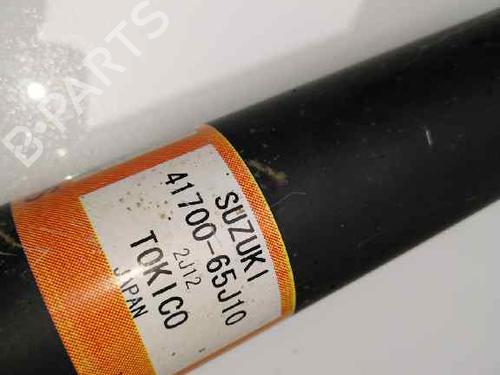 B-PARTS
SUZUKI
41700-65J10
2J12
TOKICO
JAPAN